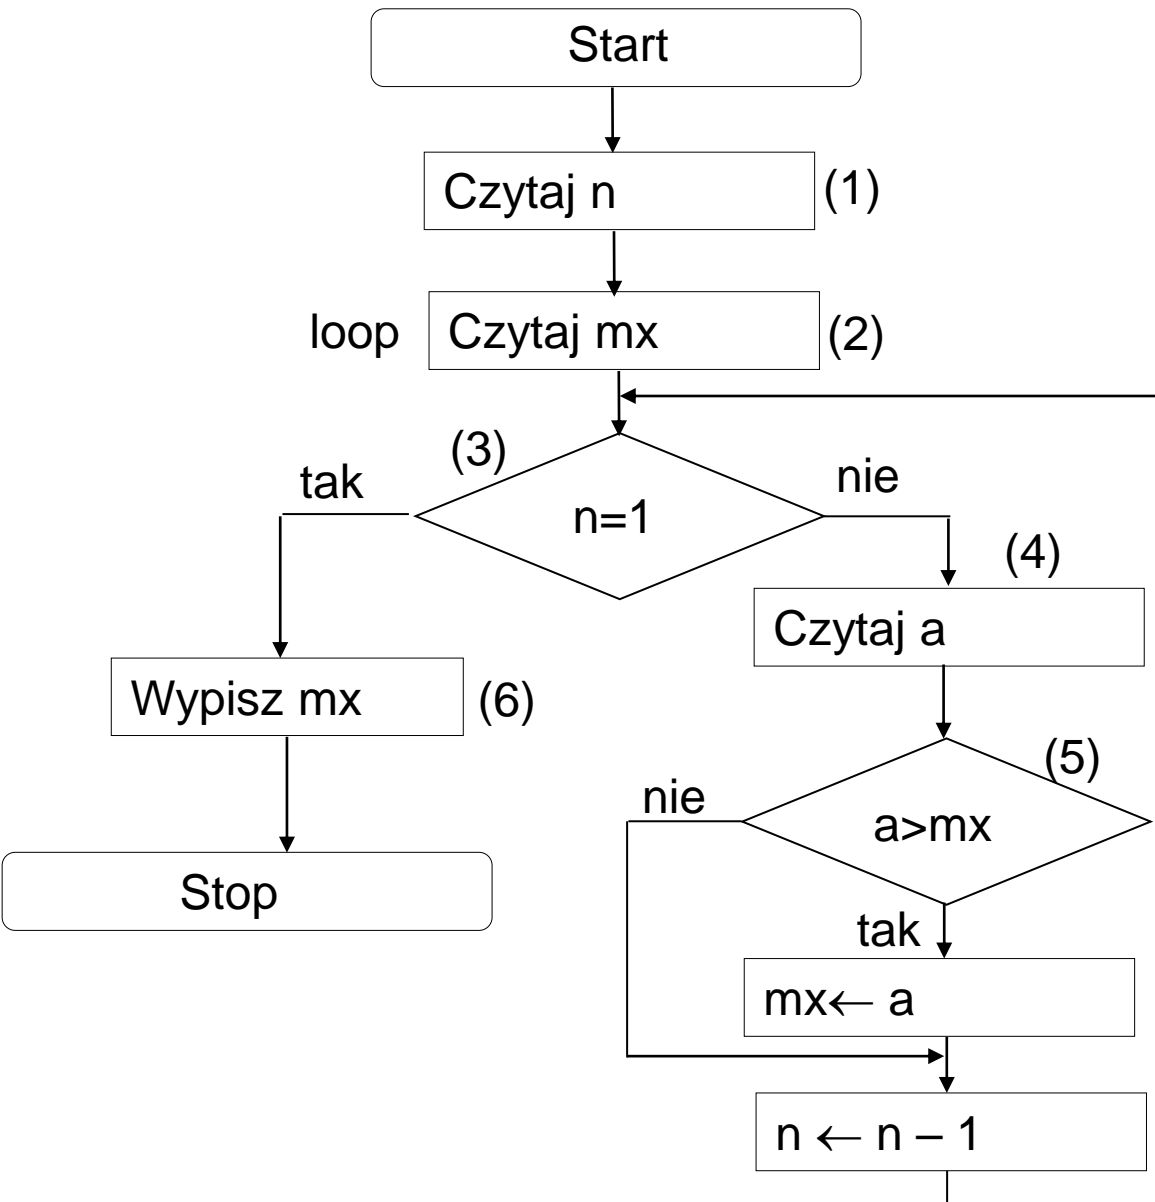 Start
Czytaj n
(1)
loop
Czytaj mx
(2)
(3)
tak
nie
n=1
(4)
Czytaj a
Wypisz mx
(6)
(5)
nie
a>mx
Stop
tak
mx← a
n ← n – 1